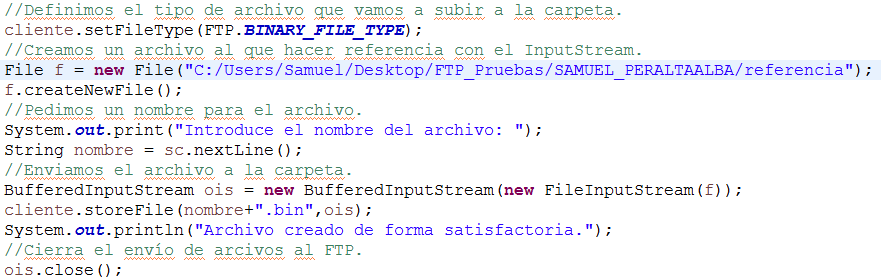 //Definimos el tipo de archivo que vamos a subir a la carpeta.
cliente.setFileType(FTP.BINARY_FILE_TYPE);
//Creamos un archivo al que hacer referencia con el InputStream.
File f = new File("C:/Users/Samuel/Desktop/FTP_Pruebas/SAMUEL_PERALTAALBA/referencia");
f.createNewFile();
//Pedimos un nombre para el archivo.
System.out.print("Introduce el nombre del archivo: ");
String nombre = sc.nextLine();
//Enviamos el archivo a la carpeta.
BufferedInputStream ois = new BufferedInputStream(new FileInputStream(f));
cliente.storeFile(nombre+".bin",ois);
System.out.println("Archivo creado de forma satisfactoria.");
//Cierra el envío de arcivos al FTP.
ois.close();